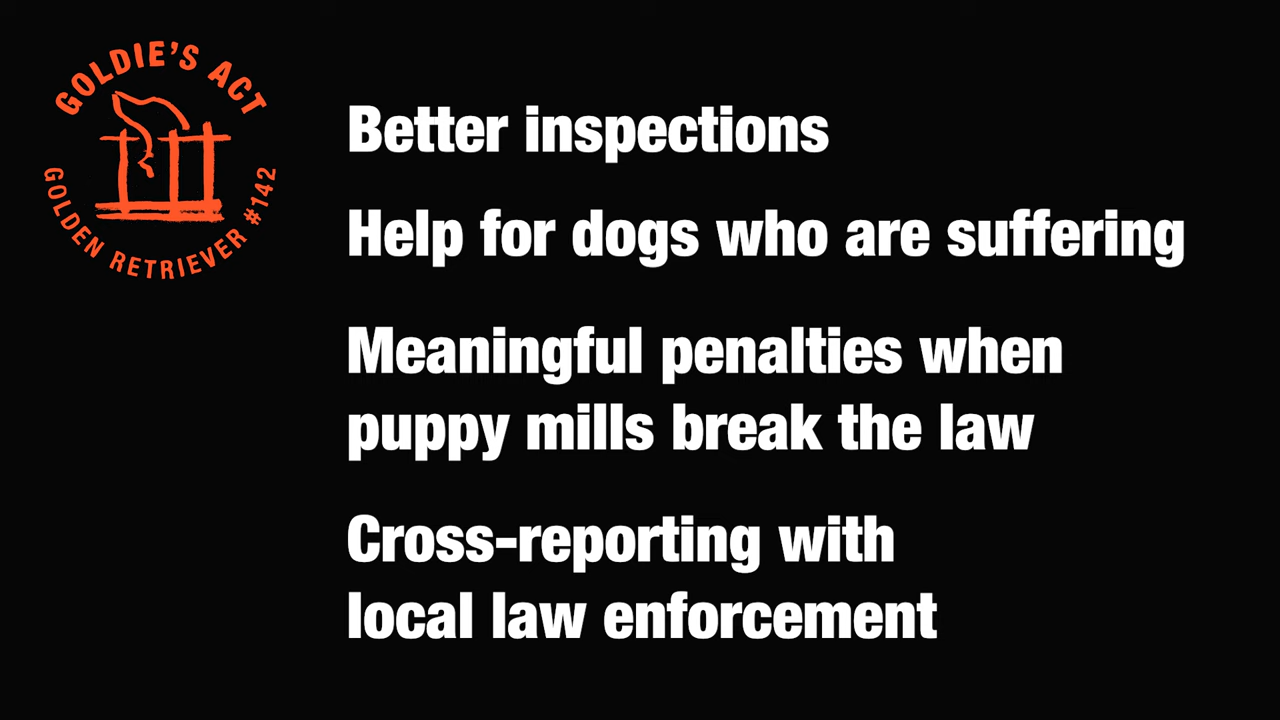 GOLDIE'S ACT
GOLDEN RETRIEVER #142
Better inspections
Help for dogs who are suffering
Meaningful penalties when
puppy mills break the law
Cross-reporting with
local law enforcement